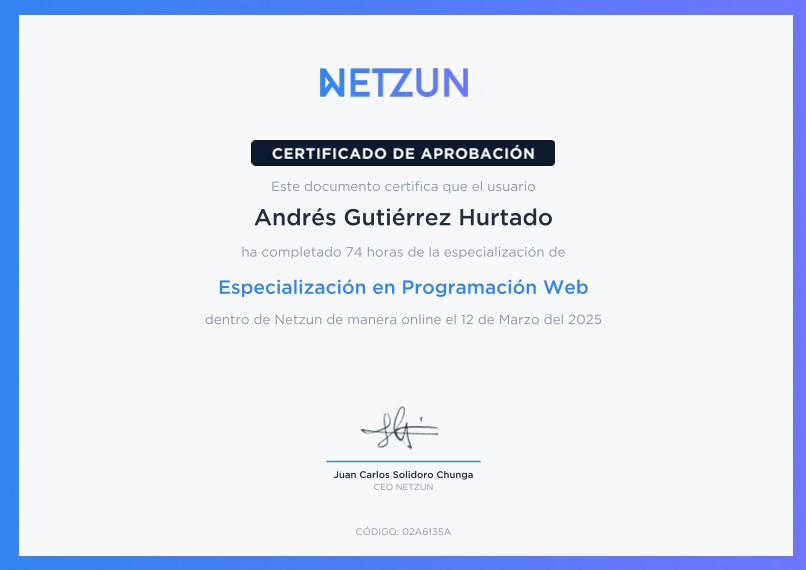 NETZUN
CERTIFICADO DE APROBACIÓN
Este documento certifica que el usuario
Andrés Gutiérrez Hurtado
ha completado 74 horas de la especialización de
Especialización en Programación Web
dentro de Netzun de manera online el 12 de Marzo del 2025
Juan Carlos Solidoro Chunga
CEO NETZUN
CÓDIGO: 02A6135A